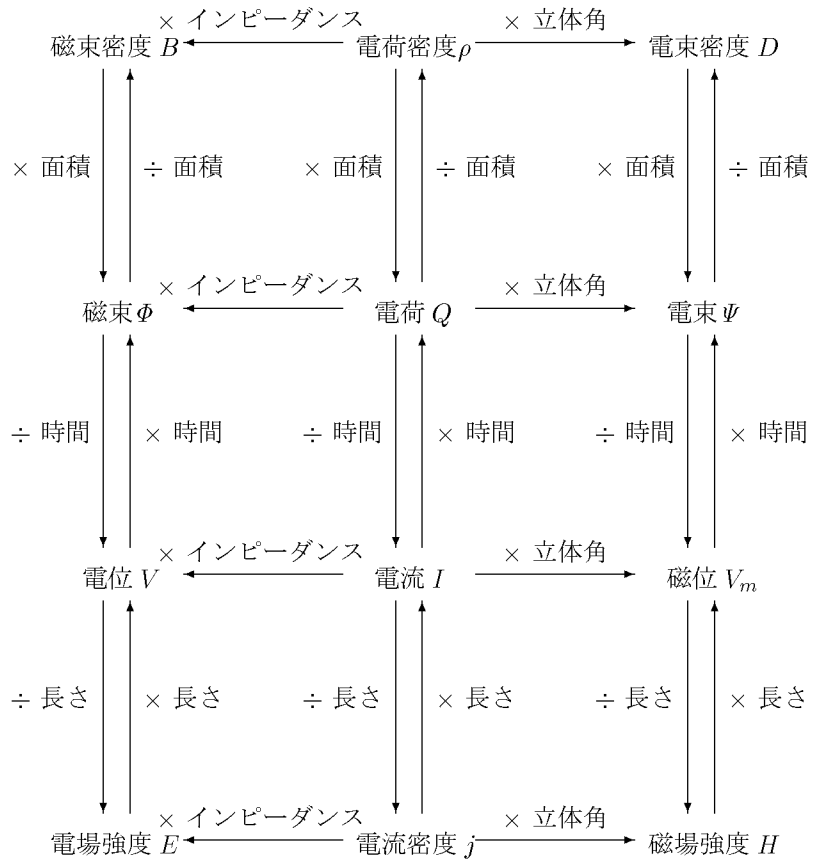 × インピーダンス × 立体角
磁束密度 B 電荷密度ρ 電束密度 D
× 面積 ÷ 面積 × 面積 ÷ 面積 × 面積 ÷ 面積
× インピーダンス × 立体角
磁束Φ 電荷 Q 電束Ψ
÷ 時間 × 時間 ÷ 時間 × 時間 ÷ 時間 × 時間
× インピーダンス × 立体角
電位 V 電流 I 磁位 Vm
÷ 長さ × 長さ ÷ 長さ × 長さ ÷ 長さ × 長さ
× インピーダンス × 立体角
電場強度 E 電流密度 j 磁場強度 H